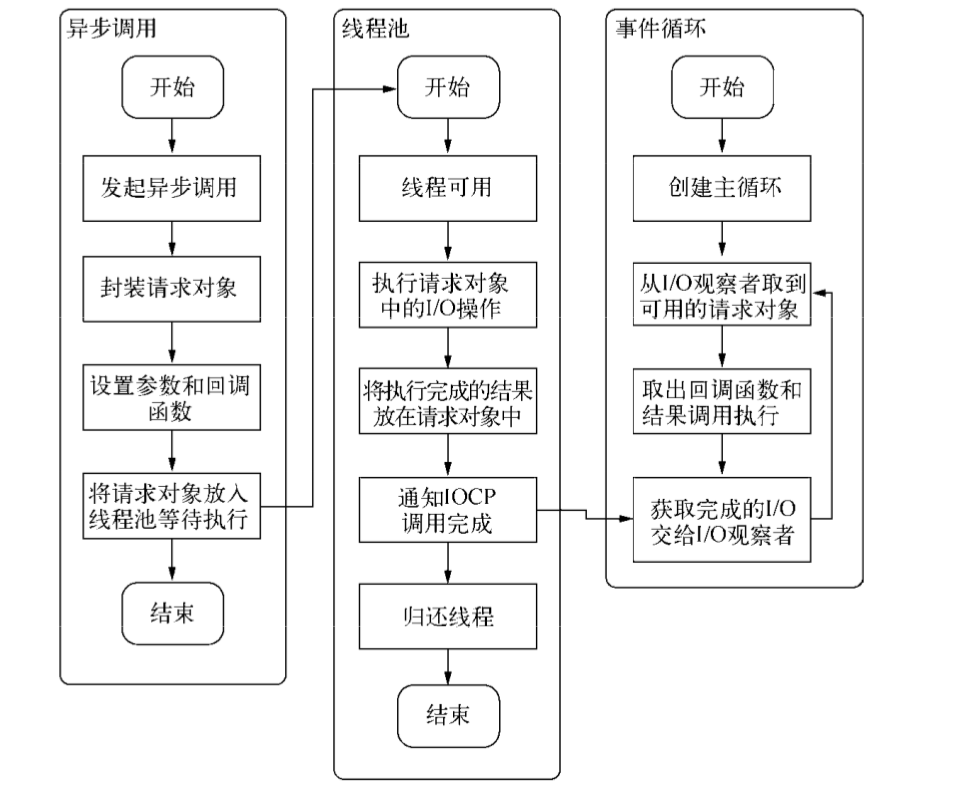 异步调用
开始
发起异步调用
封装请求对象
设置参数和回调
函数
将请求对象放入
线程池等待执行
结束
线程池
开始
线程可用
执行请求对象
中的I/O操作
将执行完成的结果
放在请求对象中
通知IOCP
调用完成
归还线程
结束
事件循环
开始
创建主循环
从I/O观察者取到
可用的请求对象
取出回调函数和
结果调用执行
获取完成的I/O
交给I/O观察者